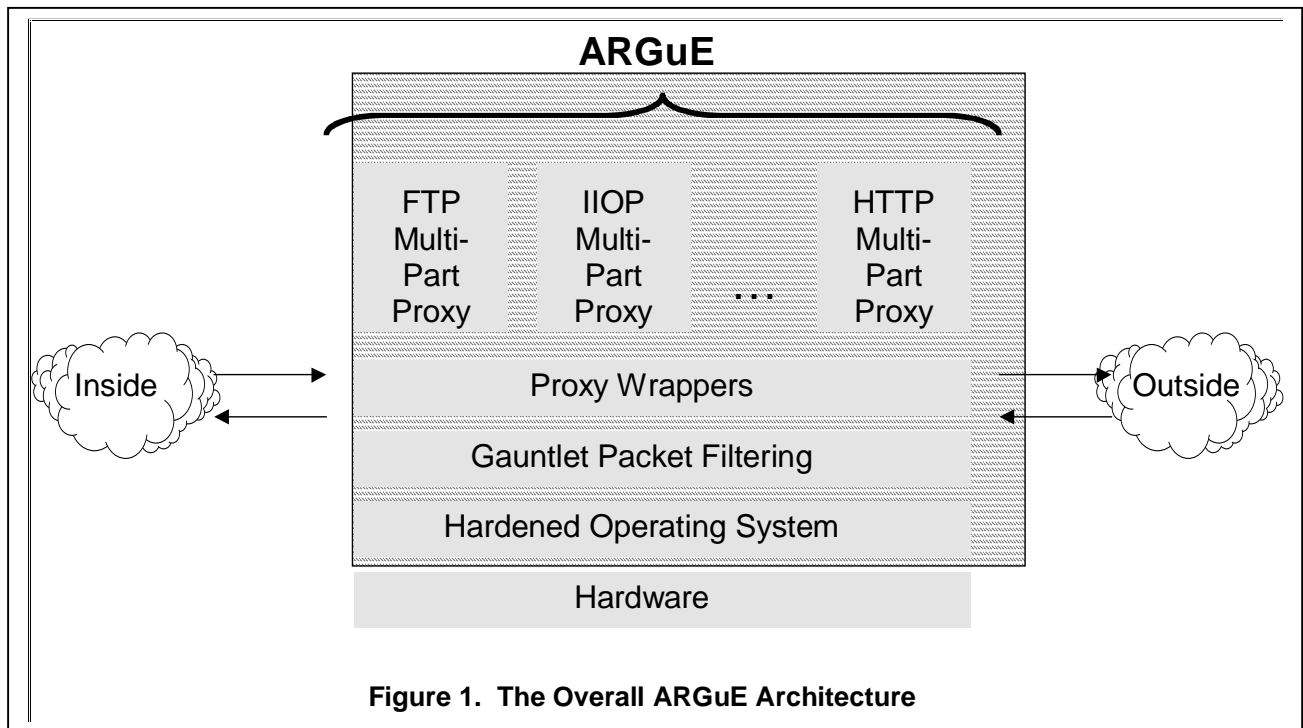 ARGuE
FTP
Multi-
Part
Proxy
IIOP
Multi-
Part
Proxy
...
HTTP
Multi-
Part
Proxy
Inside
Proxy Wrappers
Outside
Gauntlet Packet Filtering
Hardened Operating System
Hardware
Figure 1. The Overall ARGuE Architecture